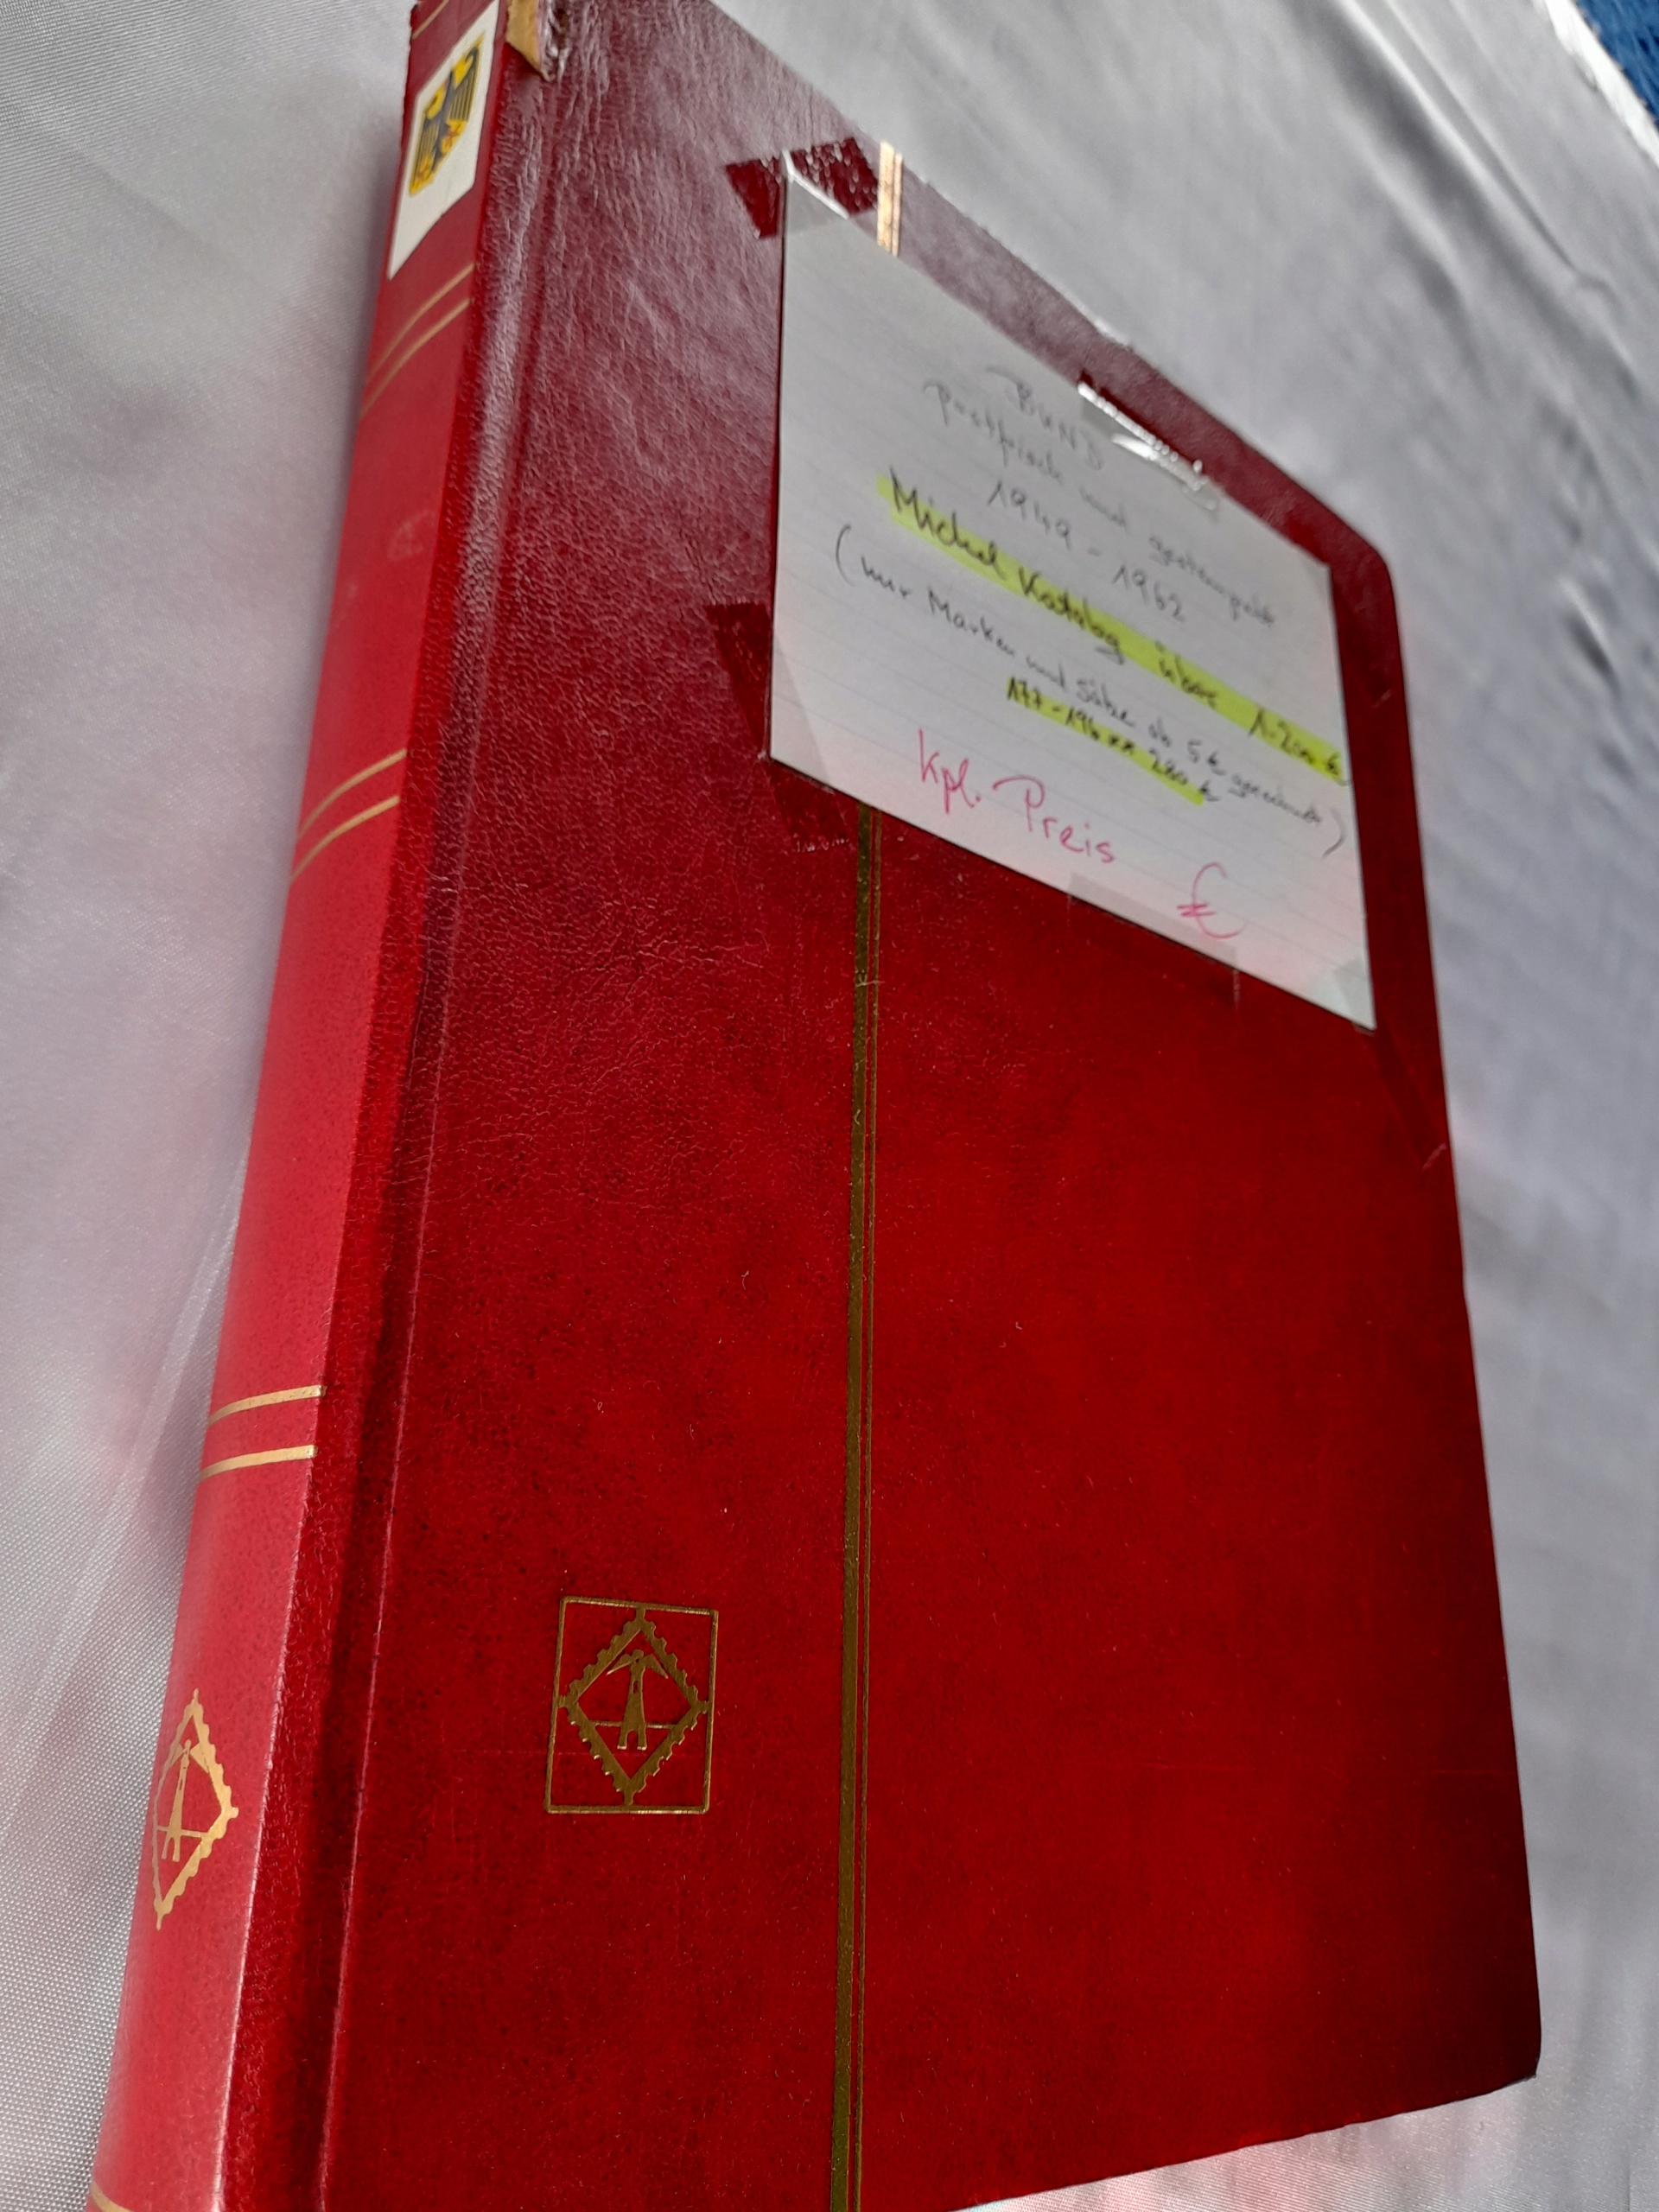 BUND
postfrisch und gestempelt
1949 - 1962
Michel Katalog über 1.200 €
(nur Marken und Sätze ab 5 € gerechnet)
177-196 xx 280 €
Kpl. Preis €